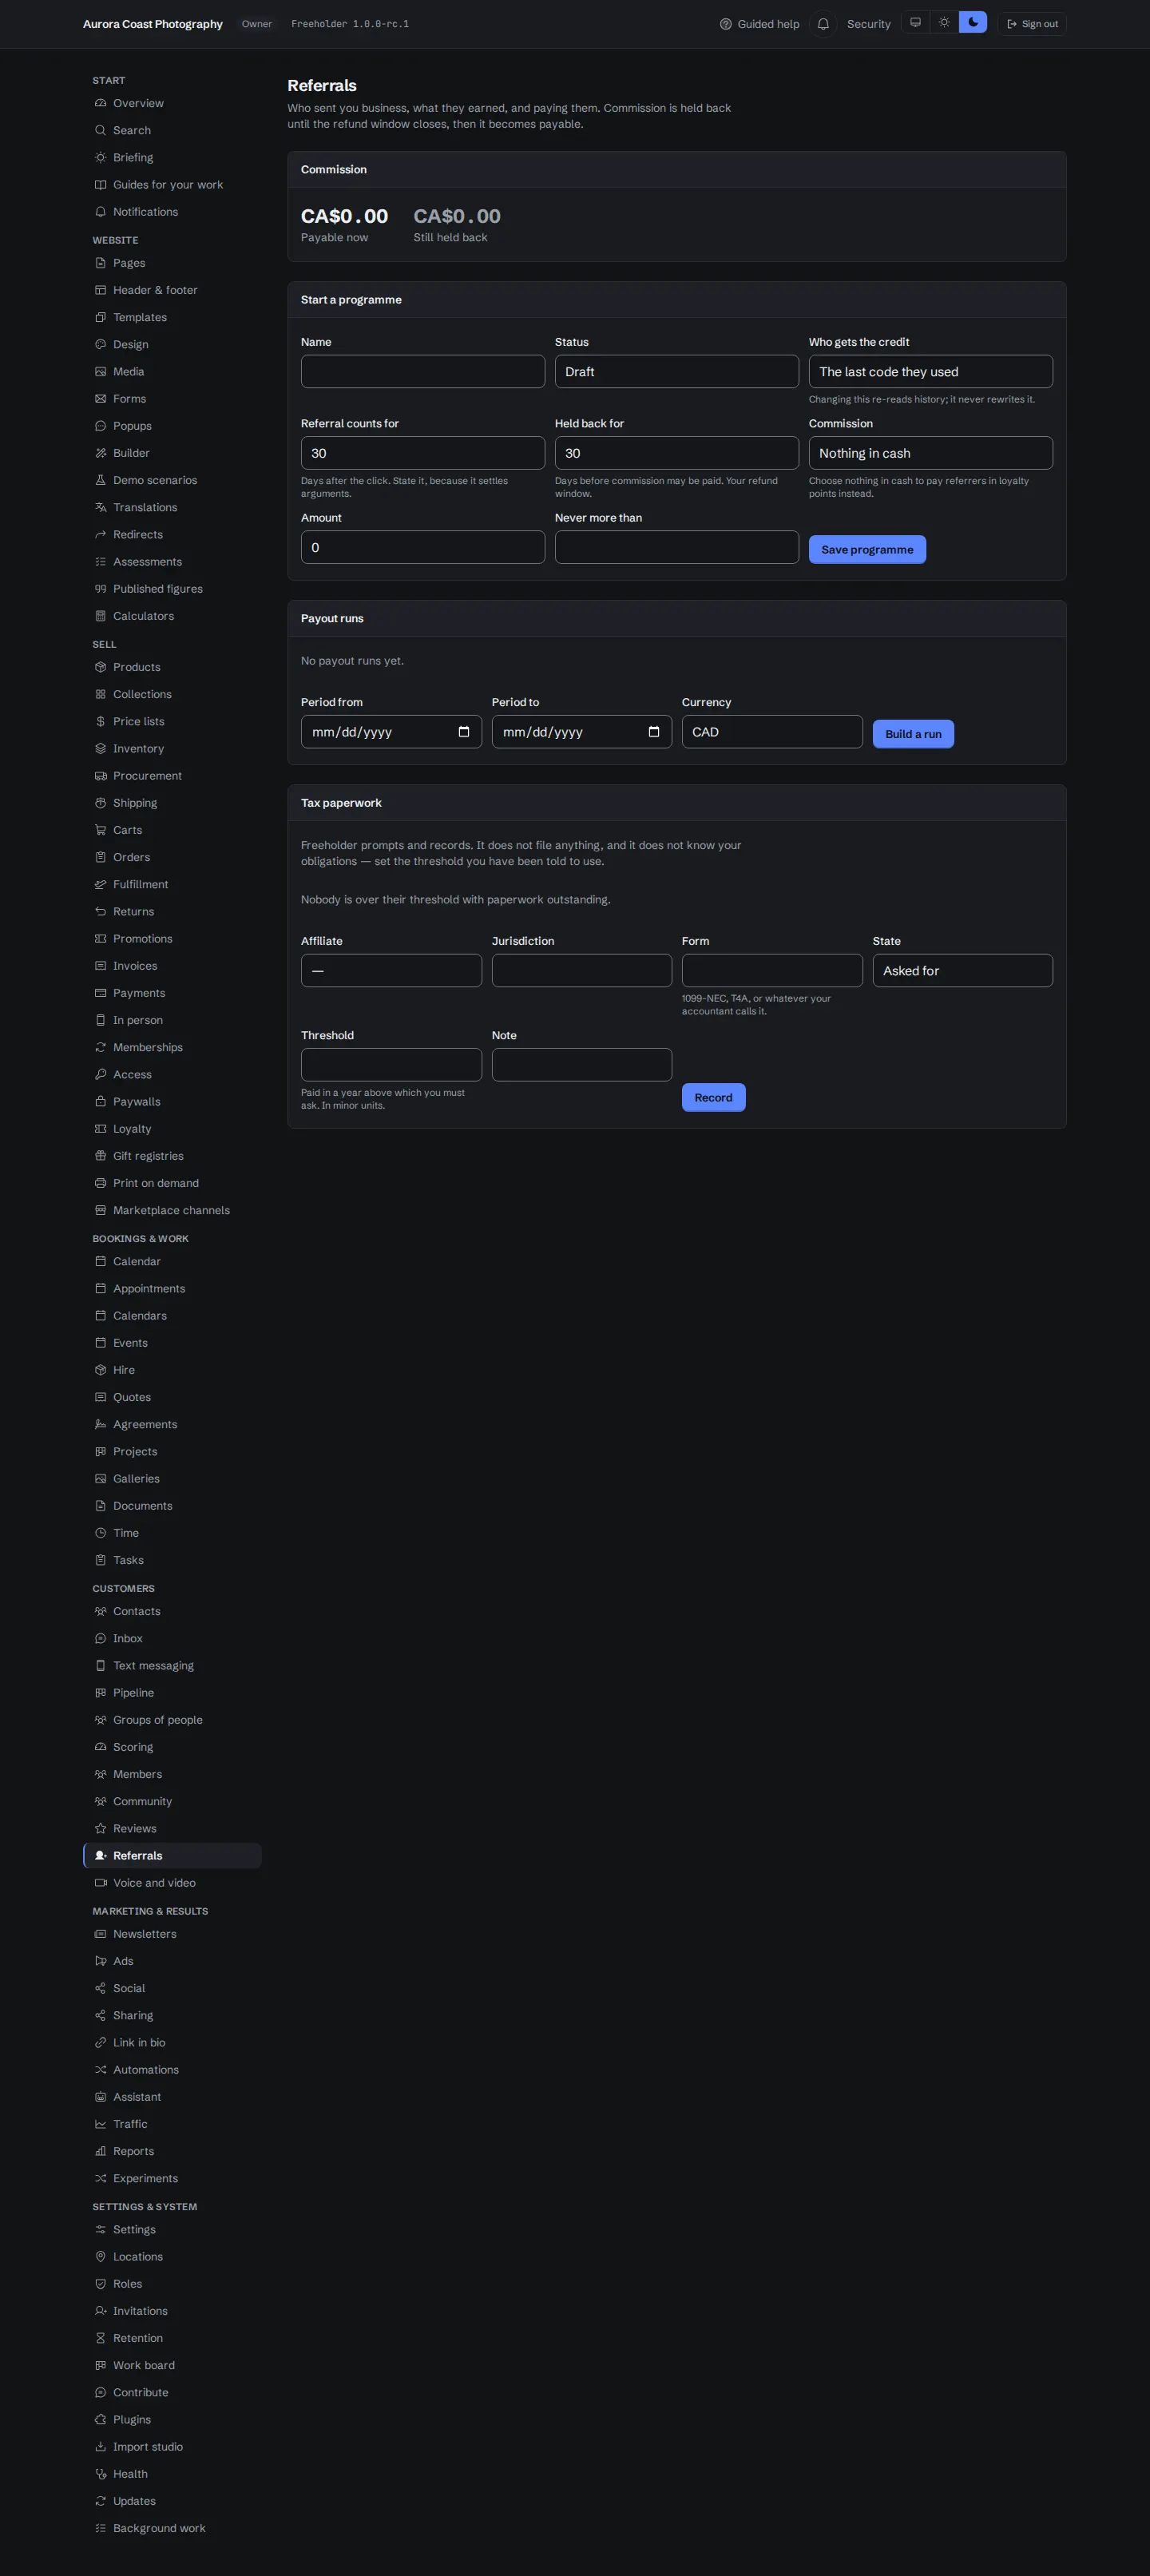 Aurora Coast Photography
Owner
Freeholder 1.0.0-rc.1
Guided help
Security
Sign out
START
Overview
Search
Briefing
Guides for your work
Notifications
WEBSITE
Pages
Header & footer
Templates
Design
Media
Forms
Popups
Builder
Demo scenarios
Translations
Redirects
Assessments
Published figures
Calculators
SELL
Products
Collections
Price lists
Inventory
Procurement
Shipping
Carts
Orders
Fulfillment
Returns
Promotions
Invoices
Payments
In person
Memberships
Access
Paywalls
Loyalty
Gift registries
Print on demand
Marketplace channels
BOOKINGS & WORK
Calendar
Appointments
Calendars
Events
Hire
Quotes
Agreements
Projects
Galleries
Documents
Time
Tasks
CUSTOMERS
Contacts
Inbox
Text messaging
Pipeline
Groups of people
Scoring
Members
Community
Reviews
Referrals
Voice and video
MARKETING & RESULTS
Newsletters
Ads
Social
Sharing
Link in bio
Automations
Assistant
Traffic
Reports
Experiments
SETTINGS & SYSTEM
Settings
Locations
Roles
Invitations
Retention
Work board
Contribute
Plugins
Import studio
Health
Updates
Background work
Referrals
Who sent you business, what they earned, and paying them. Commission is held back
until the refund window closes, then it becomes payable.
Commission
CA$0.00
Payable now
CA$0.00
Still held back
Start a programme
Name
Status
Draft
Who gets the credit
The last code they used
Changing this re-reads history; it never rewrites it.
Referral counts for
30
Days after the click. State it, because it settles
arguments.
Held back for
30
Days before commission may be paid. Your refund
window.
Commission
Nothing in cash
Choose nothing in cash to pay referrers in loyalty
points instead.
Amount
0
Never more than
Save programme
Payout runs
No payout runs yet.
Period from
mm/dd/yyyy
Period to
mm/dd/yyyy
Currency
CAD
Build a run
Tax paperwork
Freeholder prompts and records. It does not file anything, and it does not know your
obligations — set the threshold you have been told to use.
Nobody is over their threshold with paperwork outstanding.
Affiliate
—
Jurisdiction
Form
1099-NEC, T4A, or whatever your
accountant calls it.
State
Asked for
Threshold
Paid in a year above which you must
ask. In minor units.
Note
Record